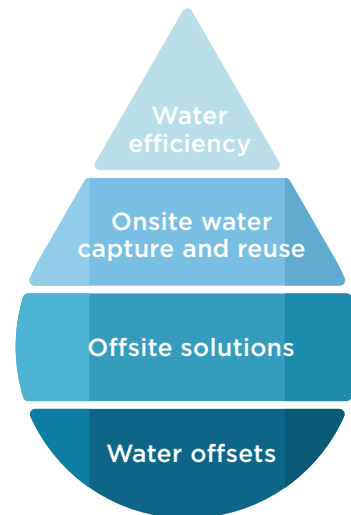 Water
efficiency
Onsite water
capture and reuse
Offsite solutions
Water offsets